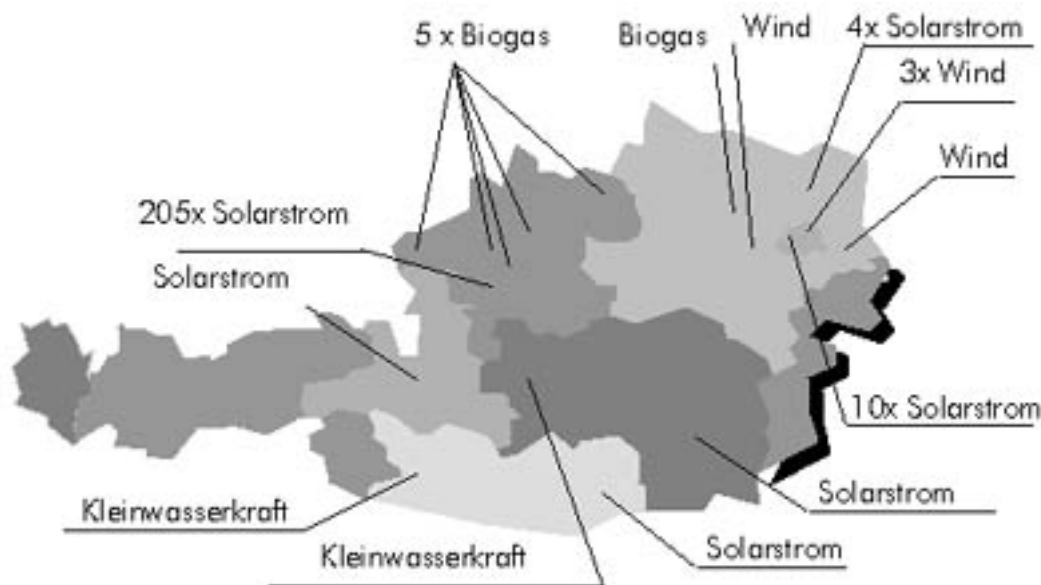 5 x Biogas
Biogas
Wind
4x Solarstrom
3x Wind
Wind
205x Solarstrom
Solarstrom
10x Solarstrom
Kleinwasserkraft
Solarstrom
Kleinwasserkraft
Solarstrom